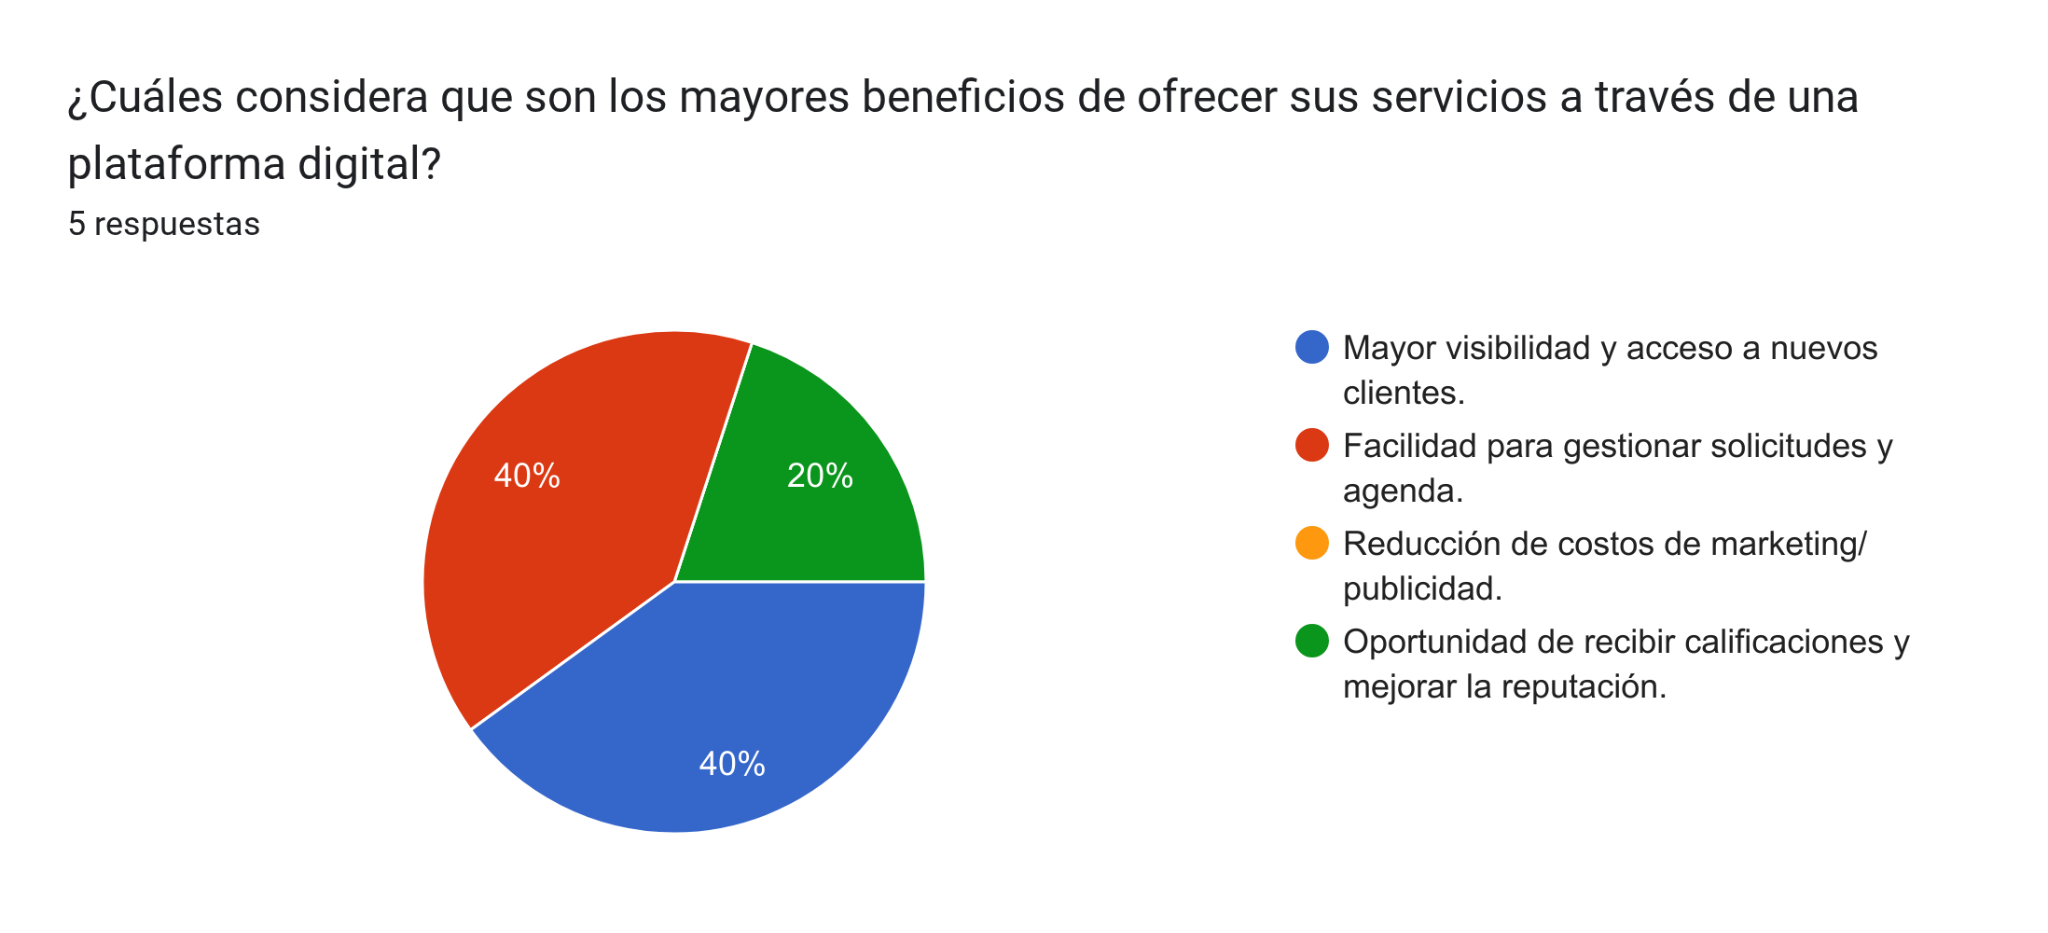 ¿Cuáles considera que son los mayores beneficios de ofrecer sus servicios a través de una
plataforma digital?
5 respuestas
40%
20%
40%
Mayor visibilidad y acceso a nuevos
clientes.
Facilidad para gestionar solicitudes y
agenda.
Reducción de costos de marketing/
publicidad.
Oportunidad de recibir calificaciones y
mejorar la reputación.